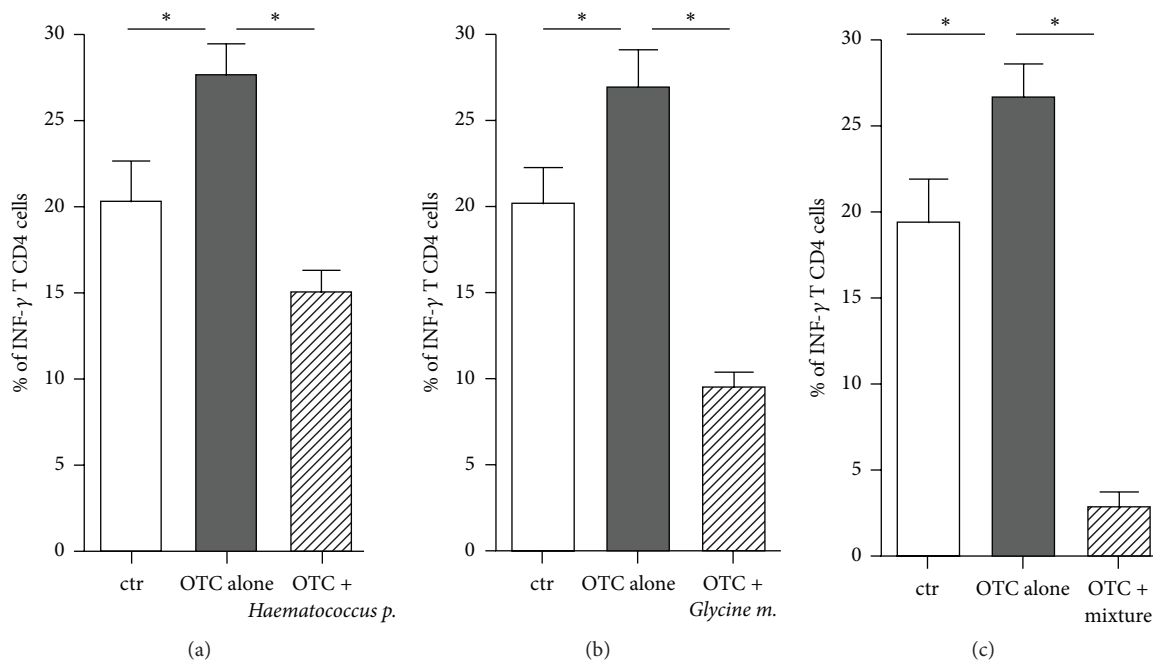 * *
30
25
20
15
10
5
0
% of INF-γ T CD4 cells
ctr OTC alone OTC +
Haematococcus p.
(a)
* *
30
25
20
15
10
5
0
% of INF-γ T CD4 cells
ctr OTC alone OTC +
Glycine m.
(b)
* *
30
26
20
15
10
5
0
% of INF-γ T CD4 cells
ctr OTC alone OTC +
mixture
(c)